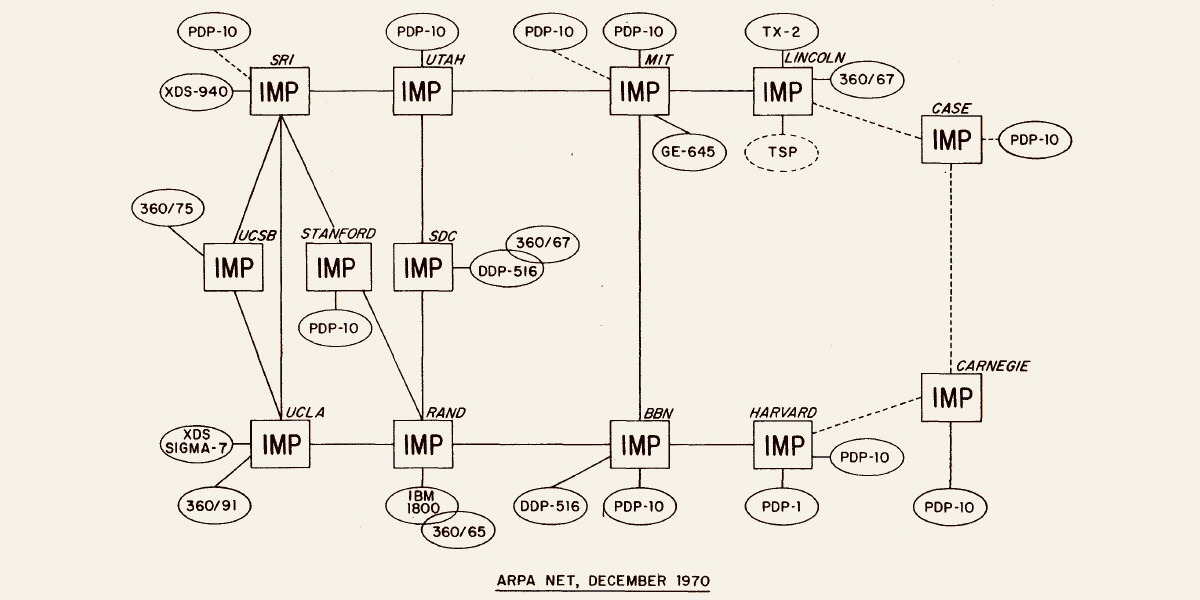 PDP-10
PDP-10
PDP-10
PDP-10
TX-2
SRI
UTAH
MIT
LINCOLN
XDS-940
IMP
IMP
IMP
IMP
360/67
CASE
IMP
PDP-10
GE-645
TSP
360/75
UCSB
STANFORD
SDC
360/67
IMP
IMP
IMP
DDP-516
PDP-10
CARNEGIE
IMP
UCLA
RAND
BBN
HARVARD
XDS
SIGMA-7
IMP
IMP
IMP
IMP
PDP-10
360/91
IBM
1800
DDP-516
PDP-10
PDP-1
PDP-10
360/65
ARPA NET, DECEMBER 1970